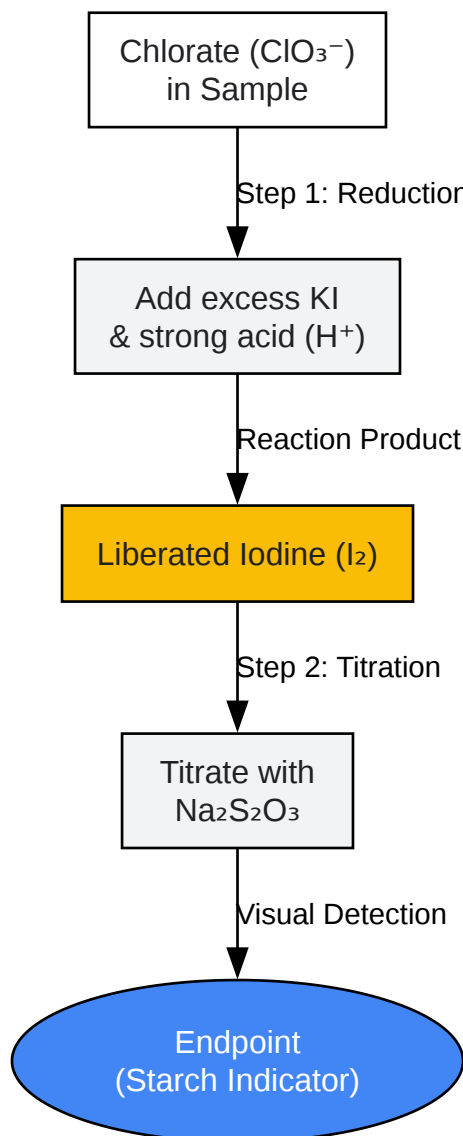 Chlorate (ClO₃⁻)
in Sample
Step 1: Reduction
Add excess KI
& strong acid (H⁺)
Reaction Product
Liberated Iodine (I₂)
Step 2: Titration
Titrate with
Na₂S₂O₃
Visual Detection
Endpoint
(Starch Indicator)